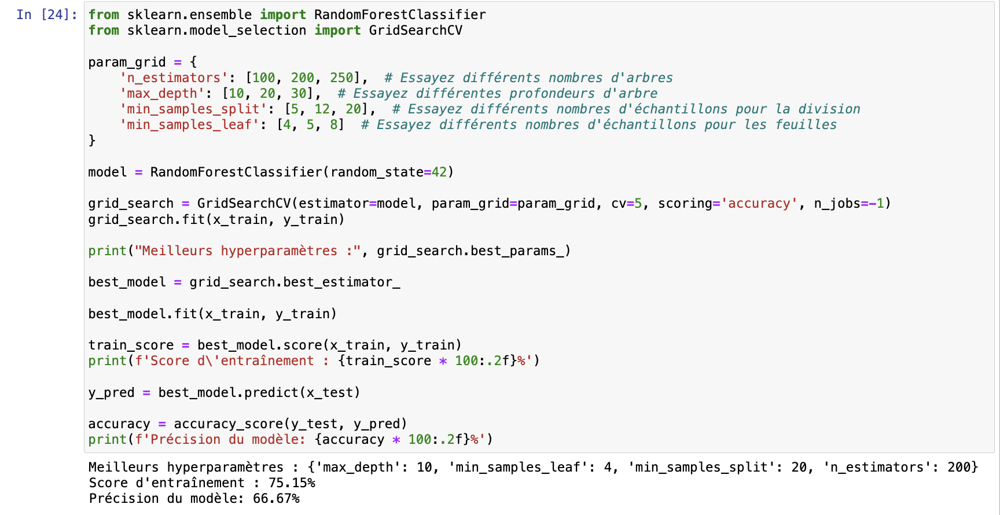 In [24]: from sklearn.ensemble import RandomForestClassifier
from sklearn.model_selection import GridSearchCV

param_grid = {
    'n_estimators': [100, 200, 250],  # Essayez différents nombres d'arbres
    'max_depth': [10, 20, 30],  # Essayez différentes profondeurs d'arbre
    'min_samples_split': [5, 12, 20],  # Essayez différents nombres d'échantillons pour la division
    'min_samples_leaf': [4, 5, 8]  # Essayez différents nombres d'échantillons pour les feuilles
}

model = RandomForestClassifier(random_state=42)

grid_search = GridSearchCV(estimator=model, param_grid=param_grid, cv=5, scoring='accuracy', n_jobs=-1)
grid_search.fit(x_train, y_train)

print("Meilleurs hyperparamètres :", grid_search.best_params_)

best_model = grid_search.best_estimator_

best_model.fit(x_train, y_train)

train_score = best_model.score(x_train, y_train)
print(f'Score d\'entraînement : {train_score * 100:.2f}%')

y_pred = best_model.predict(x_test)

accuracy = accuracy_score(y_test, y_pred)
print(f'Précision du modèle: {accuracy * 100:.2f}%')

Meilleurs hyperparamètres : {'max_depth': 10, 'min_samples_leaf': 4, 'min_samples_split': 20, 'n_estimators': 200}
Score d'entraînement : 75.15%
Précision du modèle: 66.67%